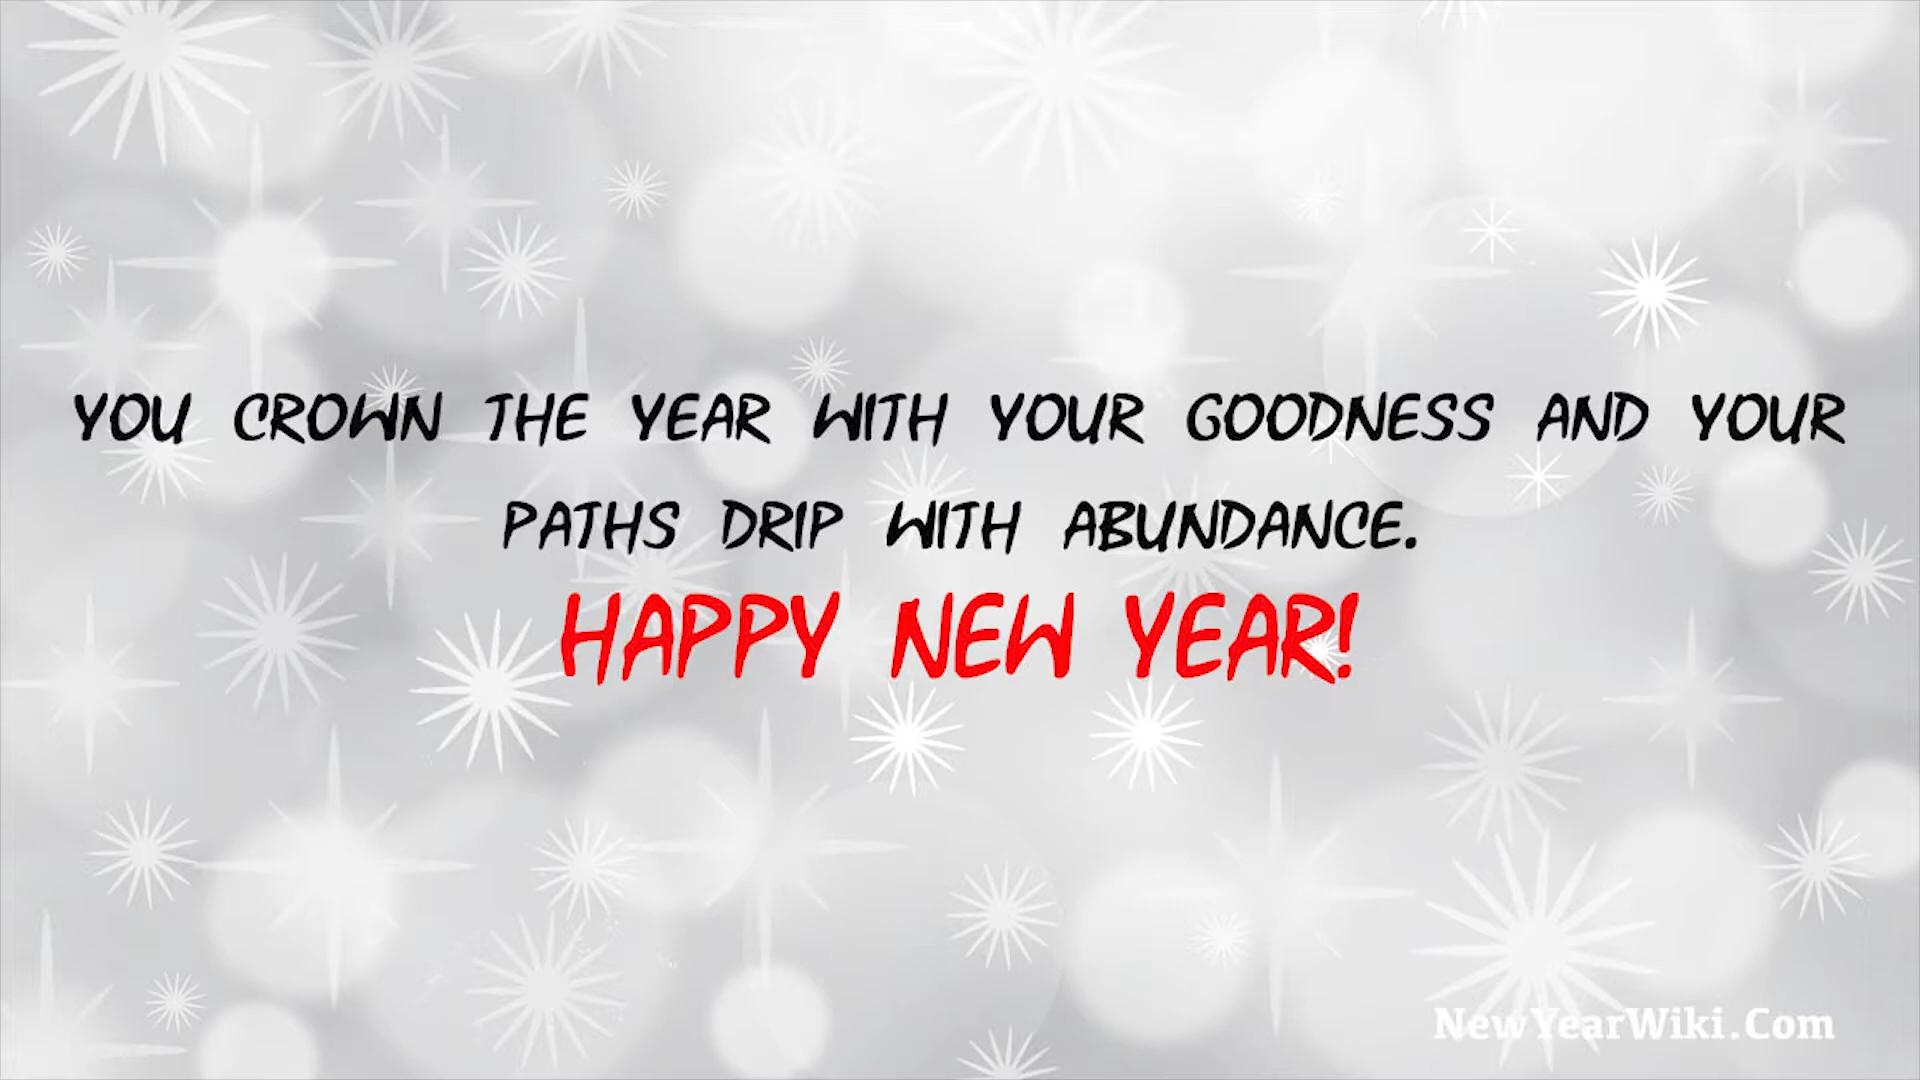 YOU CROWN THE YEAR WITH YOUR GOODNESS AND YOUR
PATHS DRIP WITH ABUNDANCE.
HAPPY NEW YEAR!
NewYearWiki.Com